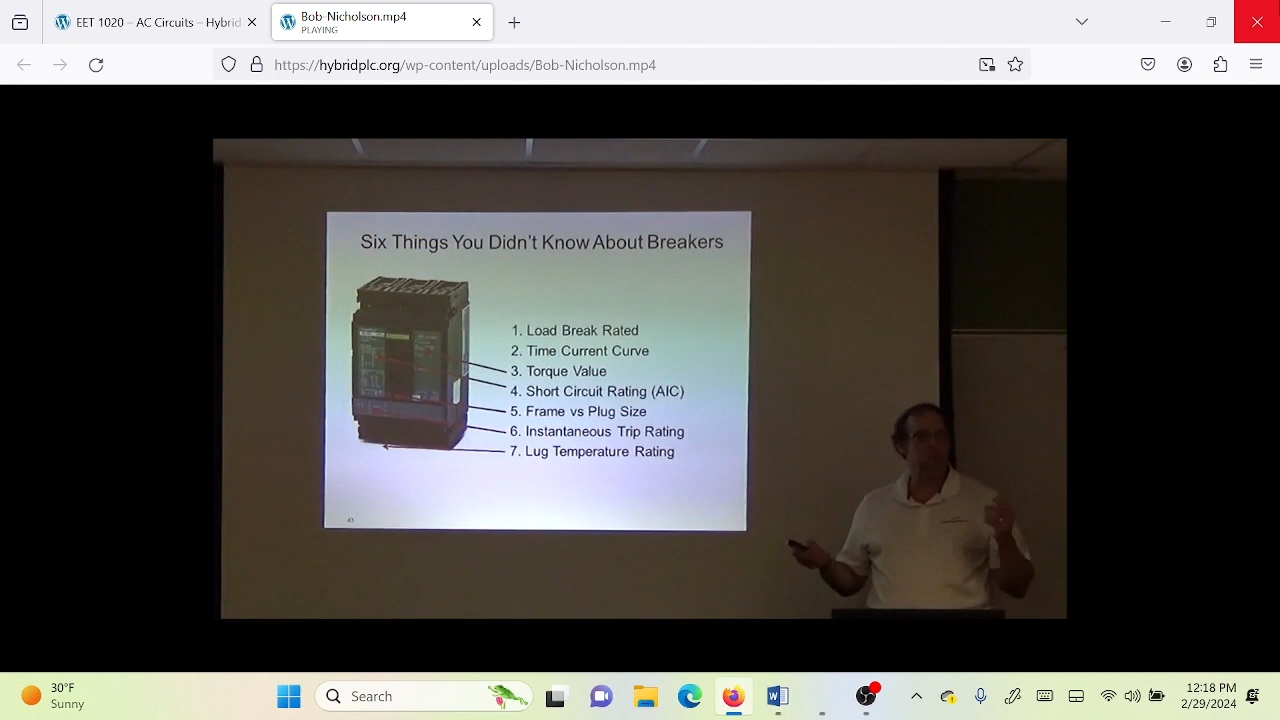 EET 1020 – AC Circuits – Hybrid
Bob-Nicholson.mp4
PLAYING
https://hybridplc.org/wp-content/uploads/Bob-Nicholson.mp4
Six Things You Didn't Know About Breakers
1. Load Break Rated
2. Time Current Curve
3. Torque Value
4. Short Circuit Rating (AIC)
5. Frame vs Plug Size
6. Instantaneous Trip Rating
7. Lug Temperature Rating
30°F
Sunny
Search
12:18 PM
2/29/2024